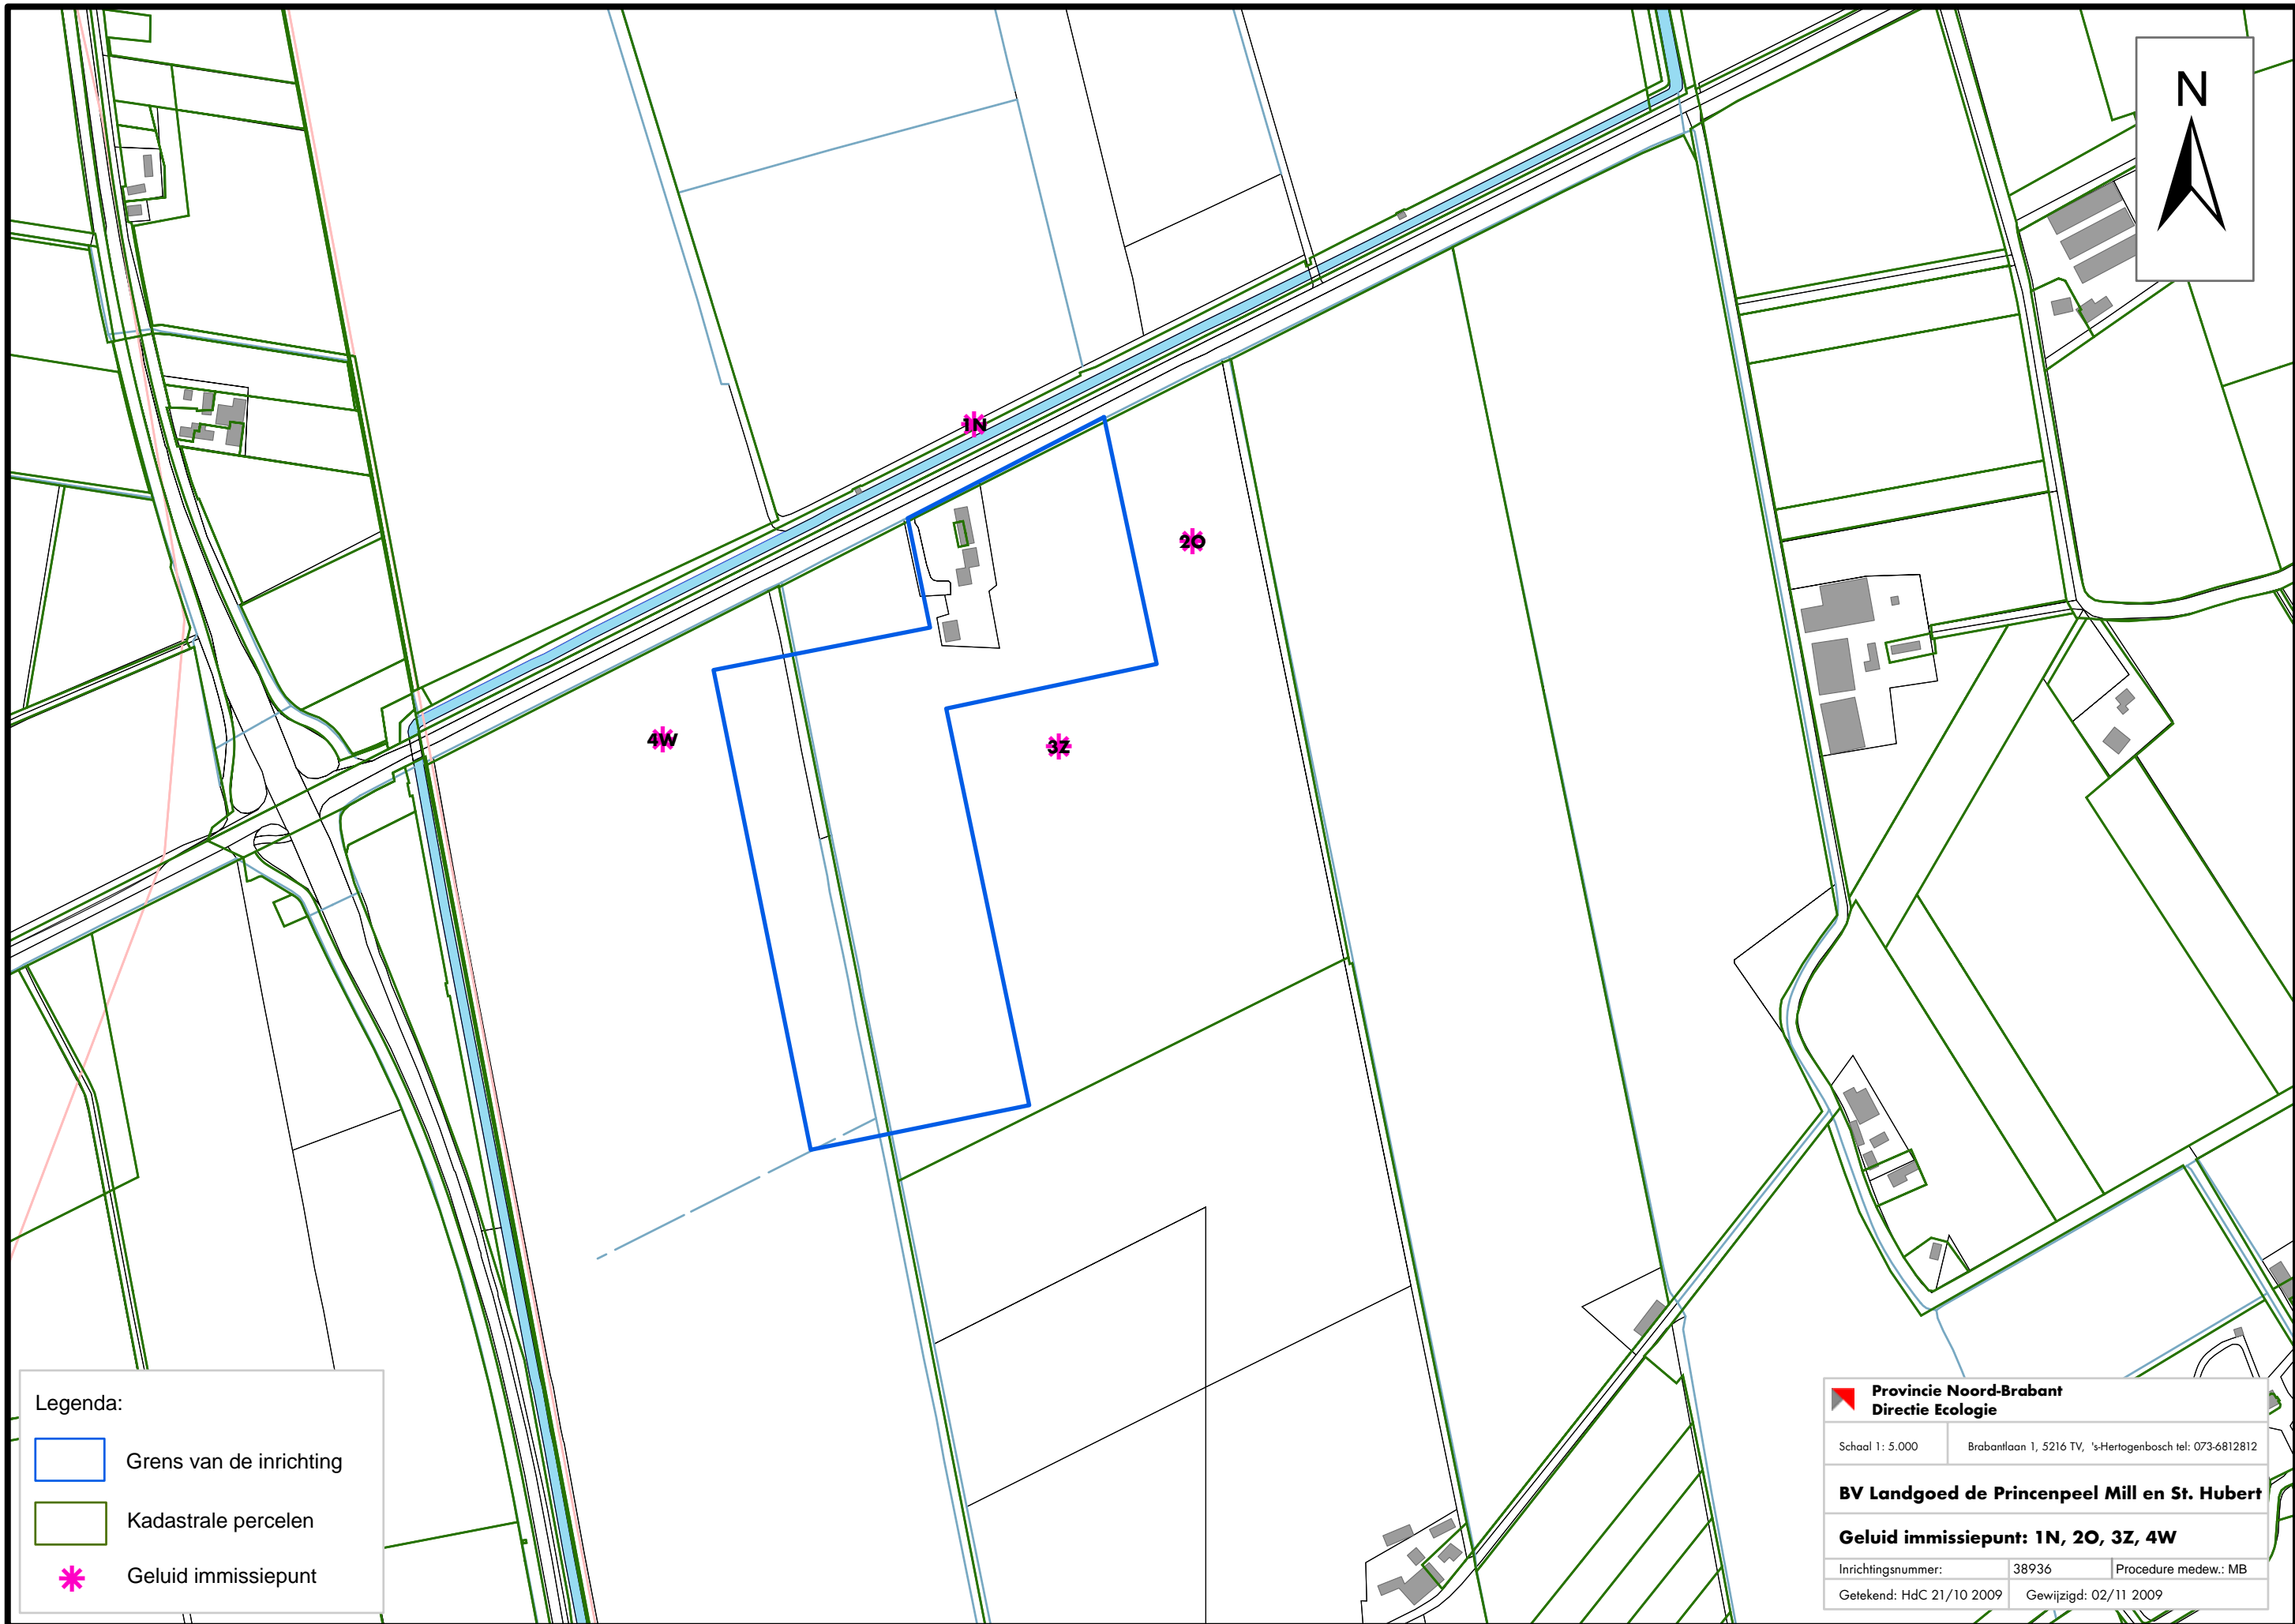 N
1N
2O
4W
3Z
Legenda:
Grens van de inrichting
Kadastrale percelen
Geluid immissiepunt
Provincie Noord-Brabant
Directie Ecologie
Schaal 1: 5.000 Brabantlaan 1, 5216 TV, 's-Hertogenbosch tel: 073-6812812
BV Landgoed de Princenpeel Mill en St. Hubert
Geluid immissiepunt: 1N, 2O, 3Z, 4W
Inrichtingsnummer: 38936 Procedure medew.: MB
Getekend: HdC 21/10 2009 Gewijzigd: 02/11 2009